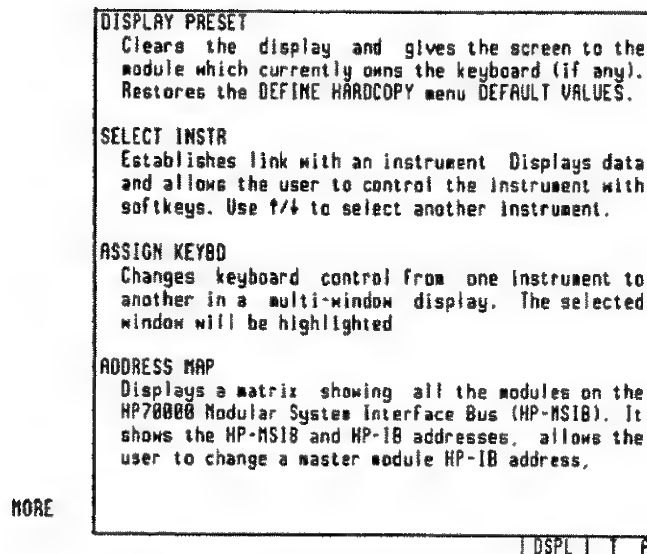 DISPLAY PRESET
Clears the display and gives the screen to the
module which currently owns the keyboard (if any).
Restores the DEFINE HARDCOPY menu DEFAULT VALUES.
SELECT INSTR
Establishes link with an instrument Displays data
and allows the user to control the instrument with
softkeys. Use ↑/↓ to select another instrument.
ASSIGN KEYBD
Changes keyboard control from one instrument to
another in a multi-window display. The selected
window will be highlighted
ADDRESS MAP
Displays a matrix showing all the modules on the
HP70000 Modular System Interface Bus (HP-MSIB). It
shows the HP-MSIB and HP-IB addresses, allows the
user to change a master module HP-IB address,
MORE
DSPL